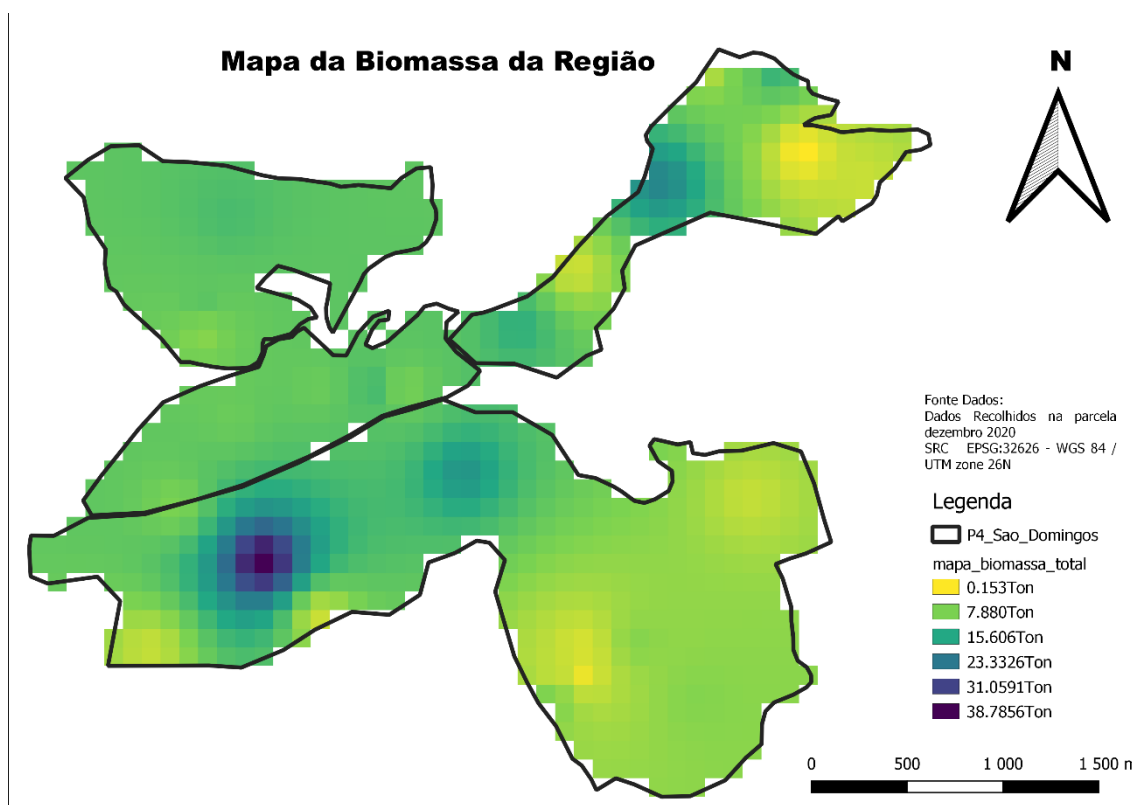 Mapa da Biomassa da Região
N
Fonte Dados:
Dados Recolhidos na parcela
dezembro 2020
SRC EPSG:32626 - WGS 84 /
UTM zone 26N
Legenda
P4_Sao_Domingos
mapa_biomassa_total
0.153Ton
7.880Ton
15.606Ton
23.3326Ton
31.0591Ton
38.7856Ton
0 500 1 000 1 500 m